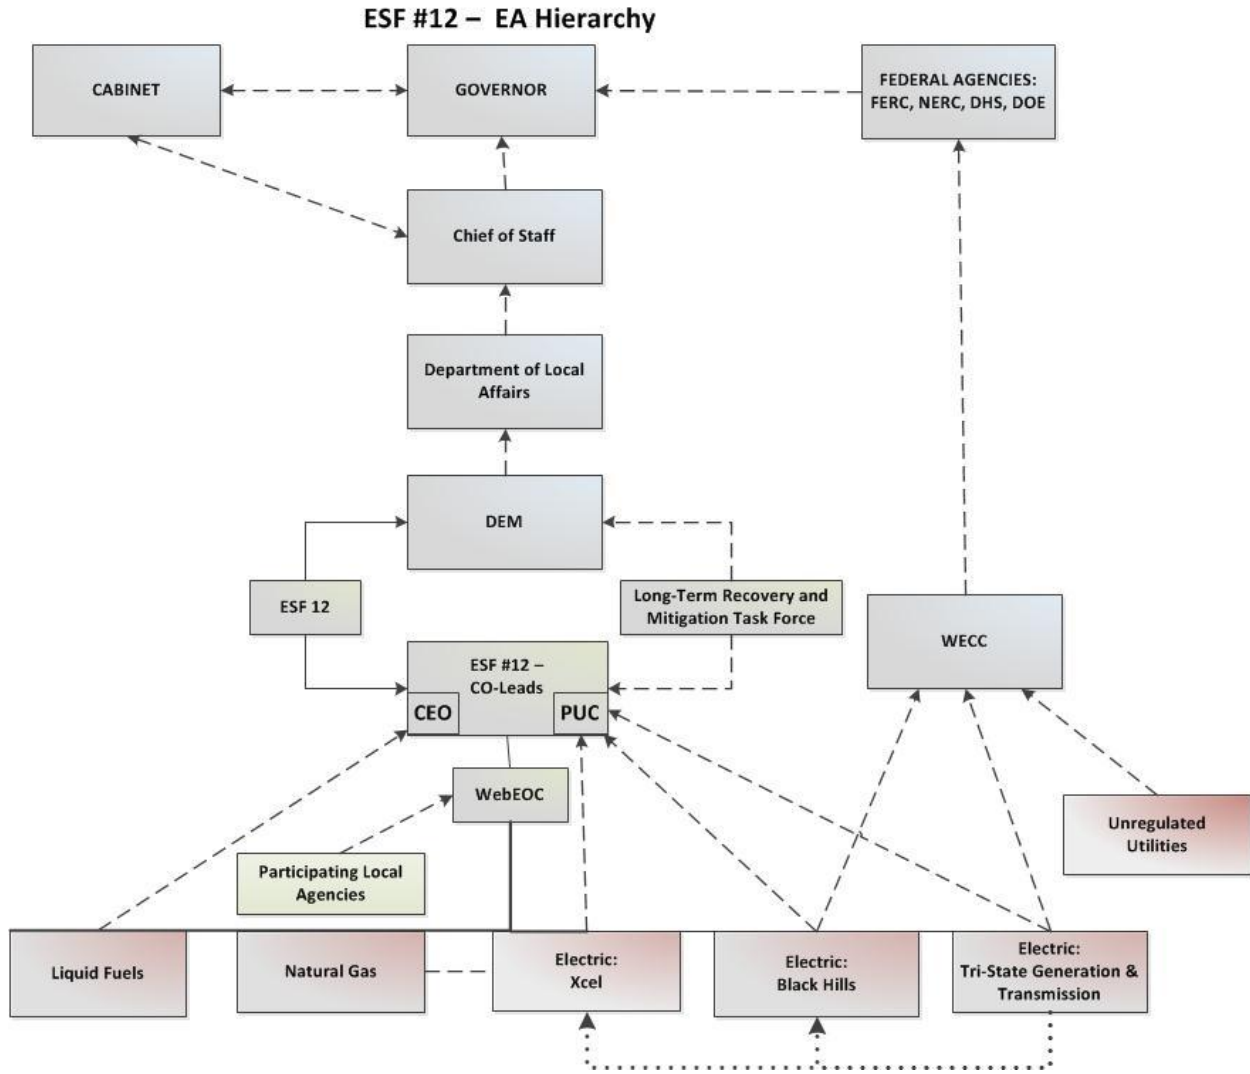 ESF #12 – EA Hierarchy
CABINET
GOVERNOR
FEDERAL AGENCIES:
FERC, NERC, DHS, DOE
Chief of Staff
Department of Local
Affairs
DEM
ESF 12
Long-Term Recovery and
Mitigation Task Force
WECC
ESF #12 –
CO-Leads
CEO
PUC
WebEOC
Unregulated
Utilities
Participating Local
Agencies
Liquid Fuels
Natural Gas
Electric:
Xcel
Electric:
Black Hills
Electric:
Tri-State Generation &
Transmission